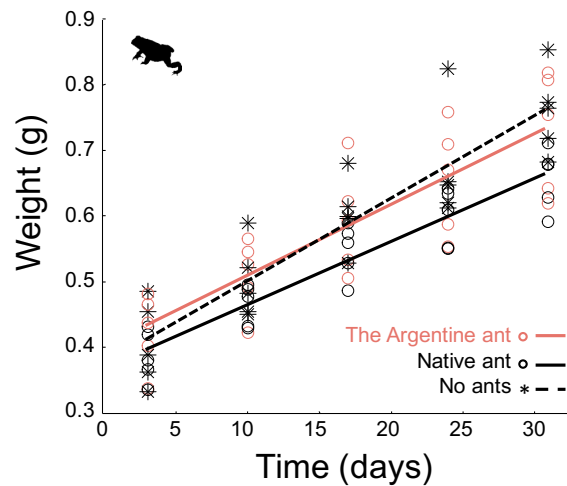 0.9
0.8
0.7
0.6
0.5
0.4
0.3
Weight (g)
The Argentine ant
Native ant
No ants
0 5 10 15 20 25 30
Time (days)